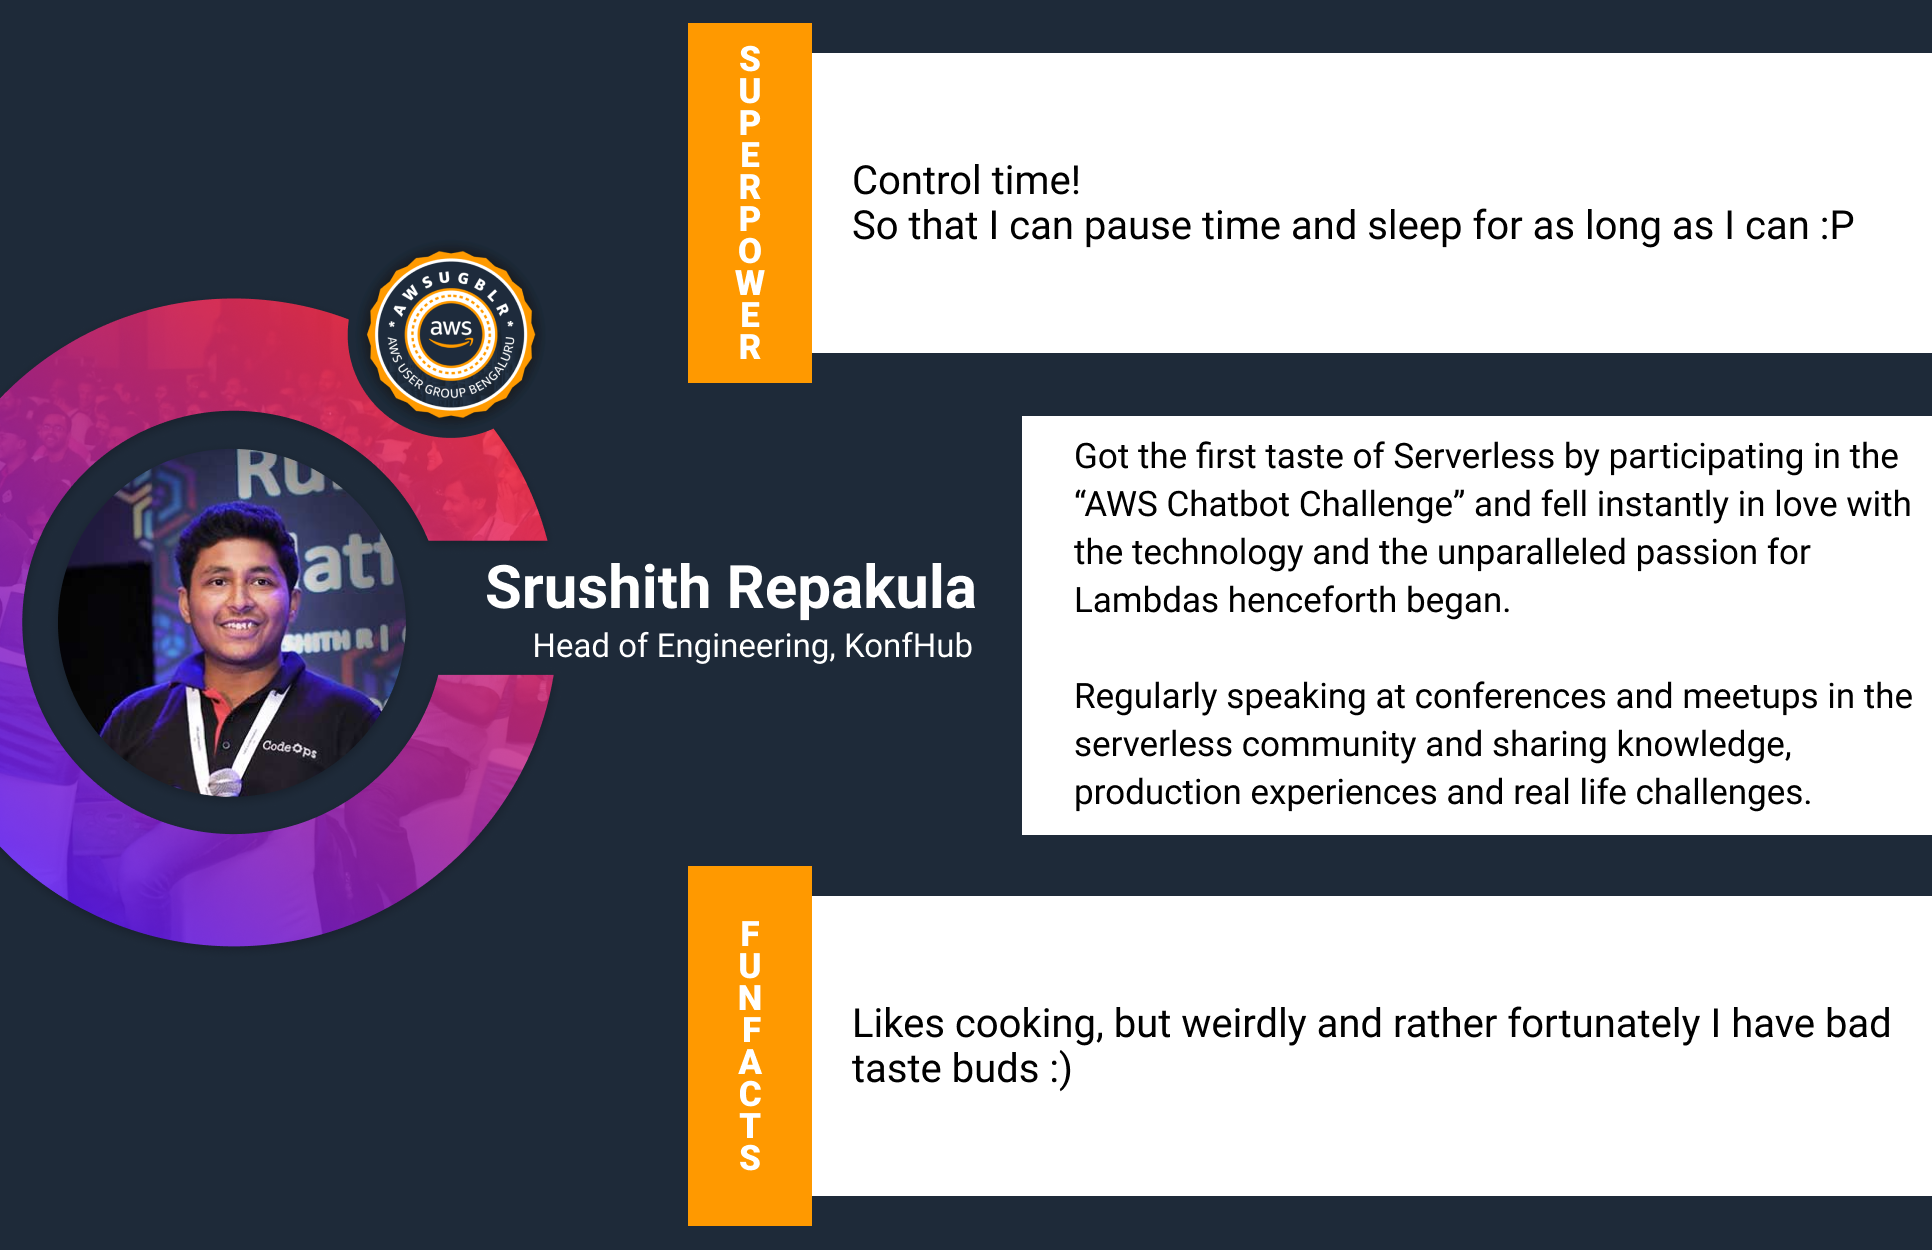 SUPERPOWER
Control time!
So that I can pause time and sleep for as long as I can :P
AWSUGBLR
aws
AWS USER GROUP BENGALURU
Ru
latf
SHITH R |
CodeOps
Srushith Repakula
Head of Engineering, KonfHub
Got the first taste of Serverless by participating in the
“AWS Chatbot Challenge” and fell instantly in love with
the technology and the unparalleled passion for
Lambdas henceforth began.
Regularly speaking at conferences and meetups in the
serverless community and sharing knowledge,
production experiences and real life challenges.
FUNFACTS
Likes cooking, but weirdly and rather fortunately I have bad
taste buds :)